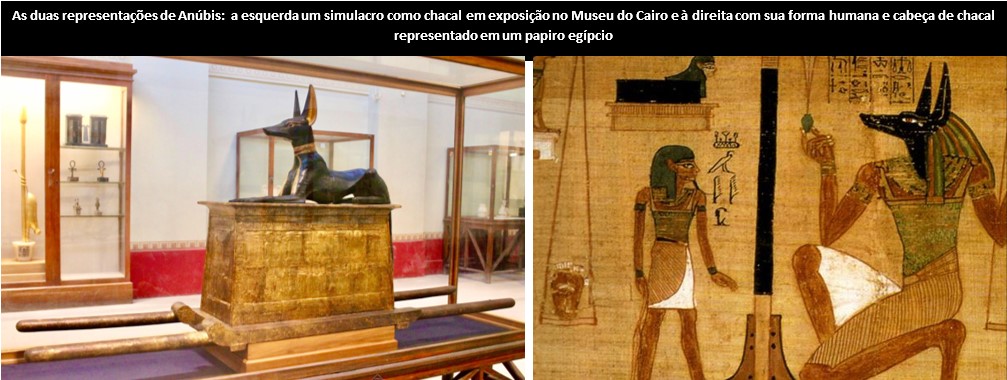 As duas representações de Anúbis:  a esquerda um simulacro como chacal em exposição no Museu do Cairo e à direita com sua forma humana e cabeça de chacal
representado em um papiro egípcio